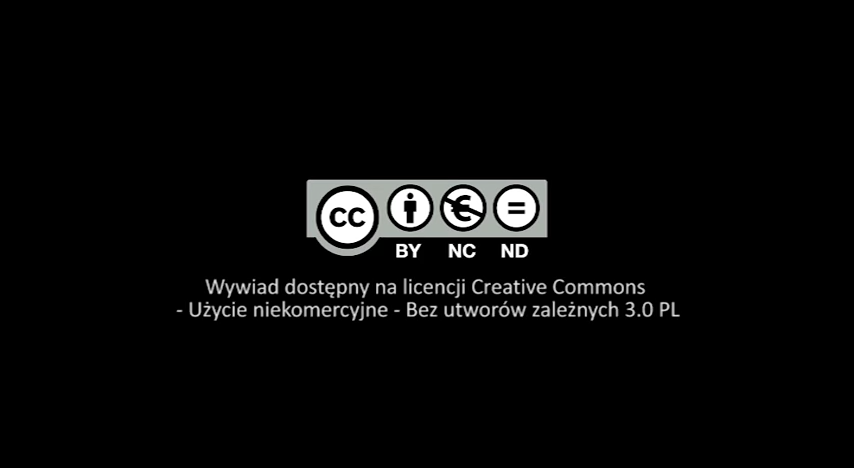 CC
BY NC ND
Wywiad dostępny na licencji Creative Commons
- Użycie niekomercyjne - Bez utworów zależnych 3.0 PL